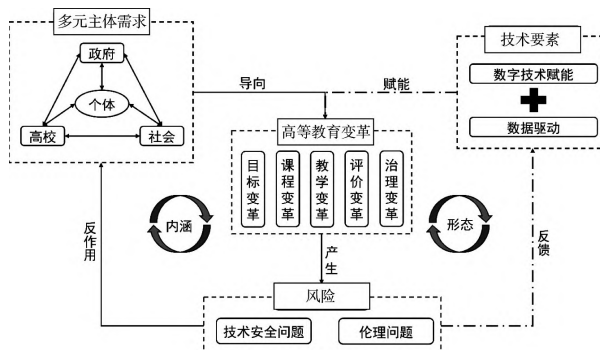 多元主体需求
政府
个体
高校
社会
导向
赋能
技术要素
数字技术赋能
数据驱动
高等教育变革
目标变革
课程变革
教学变革
评价变革
治理变革
反作用
内涵
形态
反馈
产生
风险
技术安全问题
伦理问题